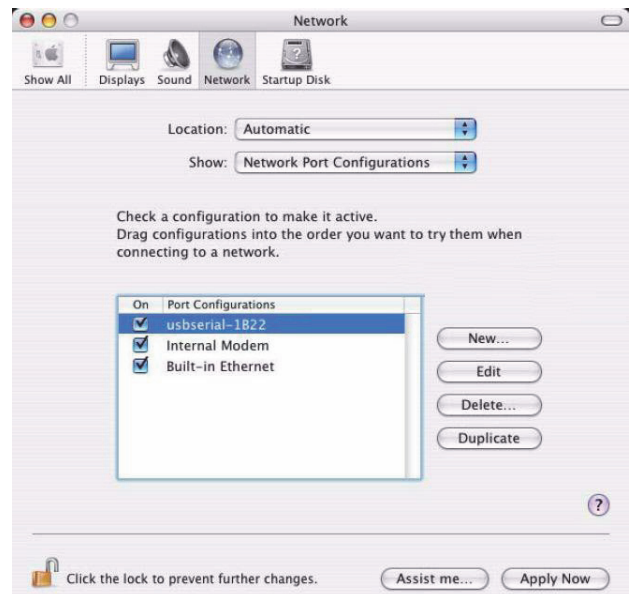 Network
Show All Displays Sound Network Startup Disk
Location: Automatic
Show: Network Port Configurations
Check a configuration to make it active.
Drag configurations into the order you want to try them when
connecting to a network.
On Port Configurations
usbserial-1B22
Internal Modem
Built-in Ethernet
New...
Edit
Delete...
Duplicate
?
Click the lock to prevent further changes.
Assist me... Apply Now